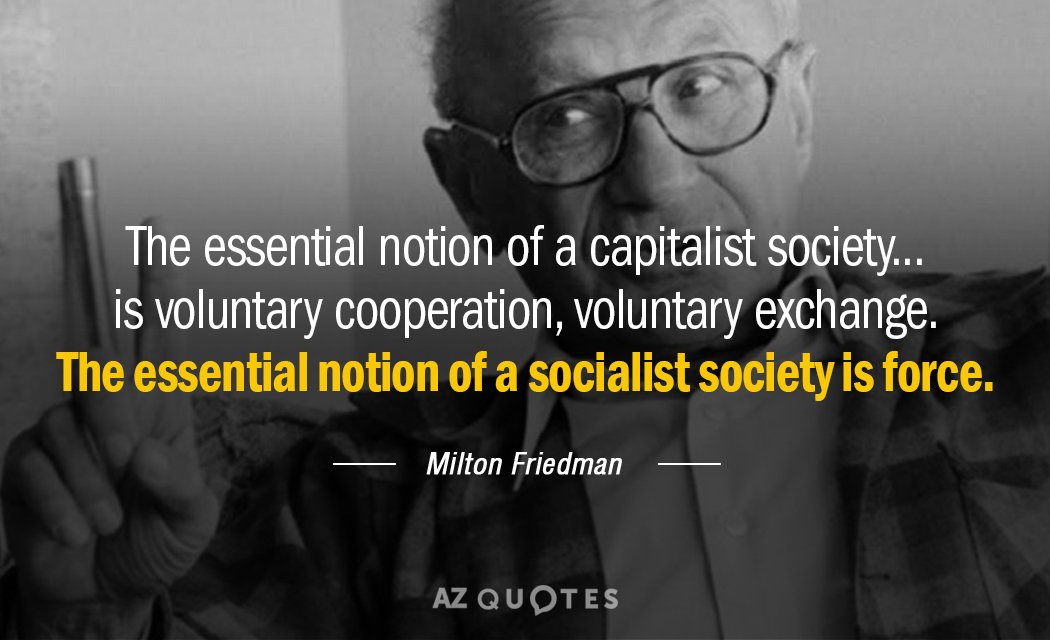 The essential notion of a capitalist society...
is voluntary cooperation, voluntary exchange.
The essential notion of a socialist society is force.
Milton Friedman
AZ QUOTES